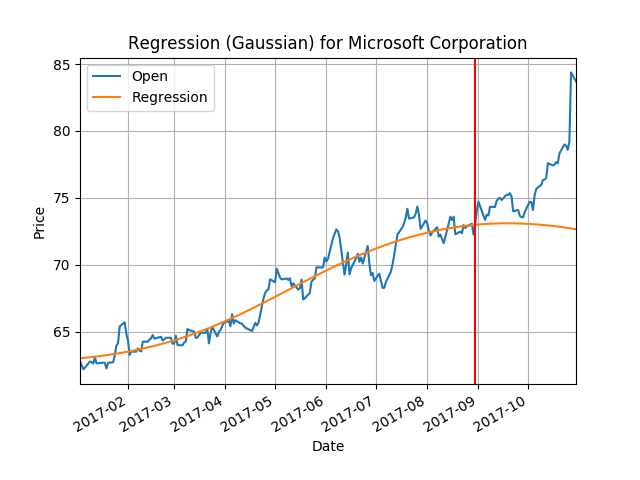 Regression (Gaussian) for Microsoft Corporation
Open
Regression
85
80
75
70
65
Price
2017-02
2017-03
2017-04
2017-05
2017-06
2017-07
2017-08
2017-09
2017-10
Date